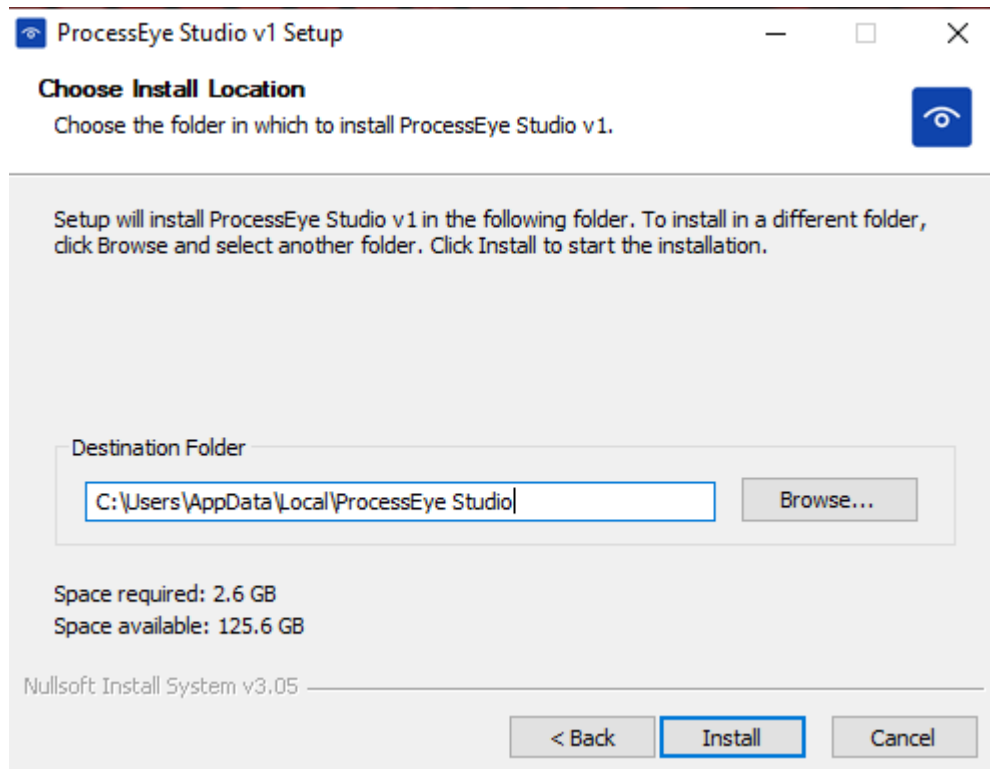 ProcessEye Studio v1 Setup
Choose Install Location
Choose the folder in which to install ProcessEye Studio v1.
Setup will install ProcessEye Studio v1 in the following folder. To install in a different folder,
click Browse and select another folder. Click Install to start the installation.
Destination Folder
C:\Users\AppData\Local\ProcessEye Studio
Browse...
Space required: 2.6 GB
Space available: 125.6 GB
Nullsoft Install System v3.05
< Back
Install
Cancel